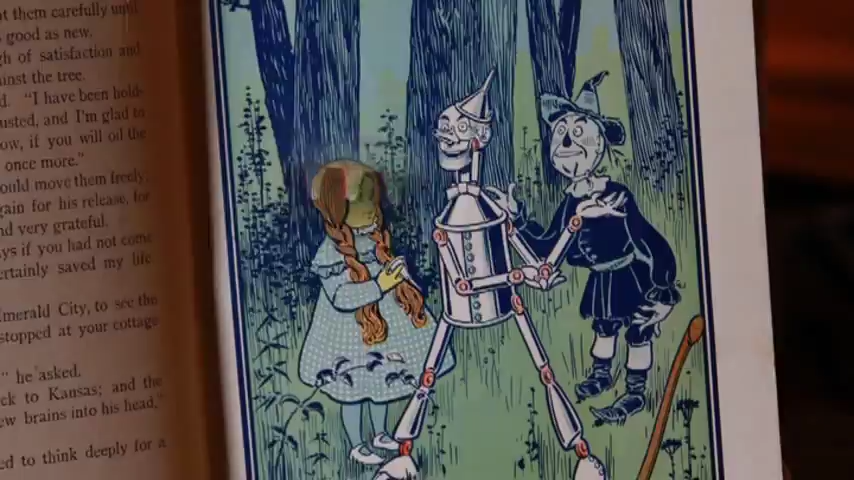 t them carefully until
good as new.
gh of satisfaction and
inst the tree.
d. "I have been hold-
usted, and I'm glad to
ow, if you will oil the
once more."
ould move them freely;
gain for his release, for
nd very grateful.
ys if you had not come
ertainly saved my life
merald City, to see the
stopped at your cottage
" he asked.
ck to Kansas; and the
ew brains into his head,"
ed to think deeply for a